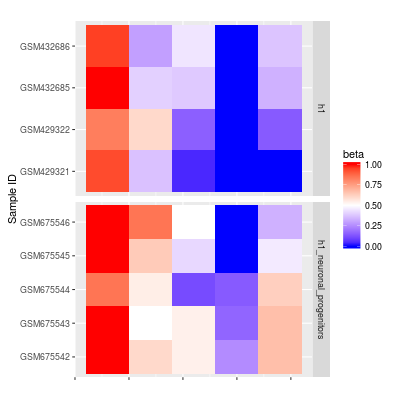 GSM432686
GSM432685
GSM429322
GSM429321
h1
GSM675546
GSM675545
GSM675544
GSM675543
GSM675542
h1_neuronal_progenitors
Sample ID
beta
1.00
0.75
0.50
0.25
0.00